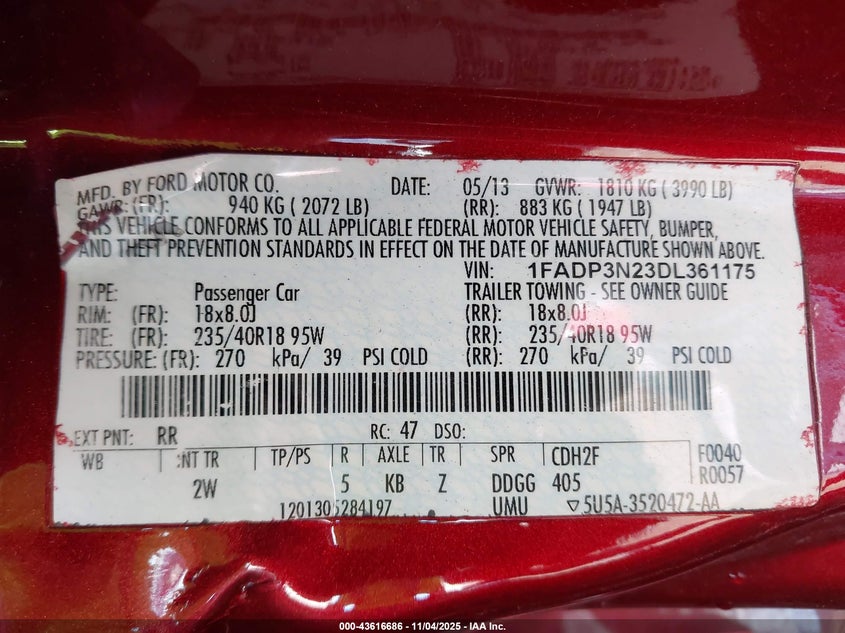 MFD. BY FORD MOTOR CO. DATE: 05/13 GVWR: 1810 KG ( 3990 LB)
GAWR: (FR): 940 KG ( 2072 LB) (RR): 883 KG ( 1947 LB)
THIS VEHICLE CONFORMS TO ALL APPLICABLE FEDERAL MOTOR VEHICLE SAFETY, BUMPER,
AND THEFT PREVENTION STANDARDS IN EFFECT ON THE DATE OF MANUFACTURE SHOWN ABOVE.
VIN: 1FADP3N23DL361175
TYPE: Passenger Car TRAILER TOWING - SEE OWNER GUIDE
RIM: (FR): 18x8.0J (RR): 18x8.0J
TIRE: (FR): 235/40R18 95W (RR): 235/40R18 95W
PRESSURE: (FR): 270 kPa/ 39 PSI COLD (RR): 270 kPa/ 39 PSI COLD
EXT PNT: RR RC: 47 DSO:
WB INT TR TP/PS R AXLE TR SPR CDH2F F0040
2W 5 KB Z DDGG 405 R0057
1201305284197 UMU ▽5U5A-3520472-AA
000-43616686 - 11/04/2025 - IAA Inc.